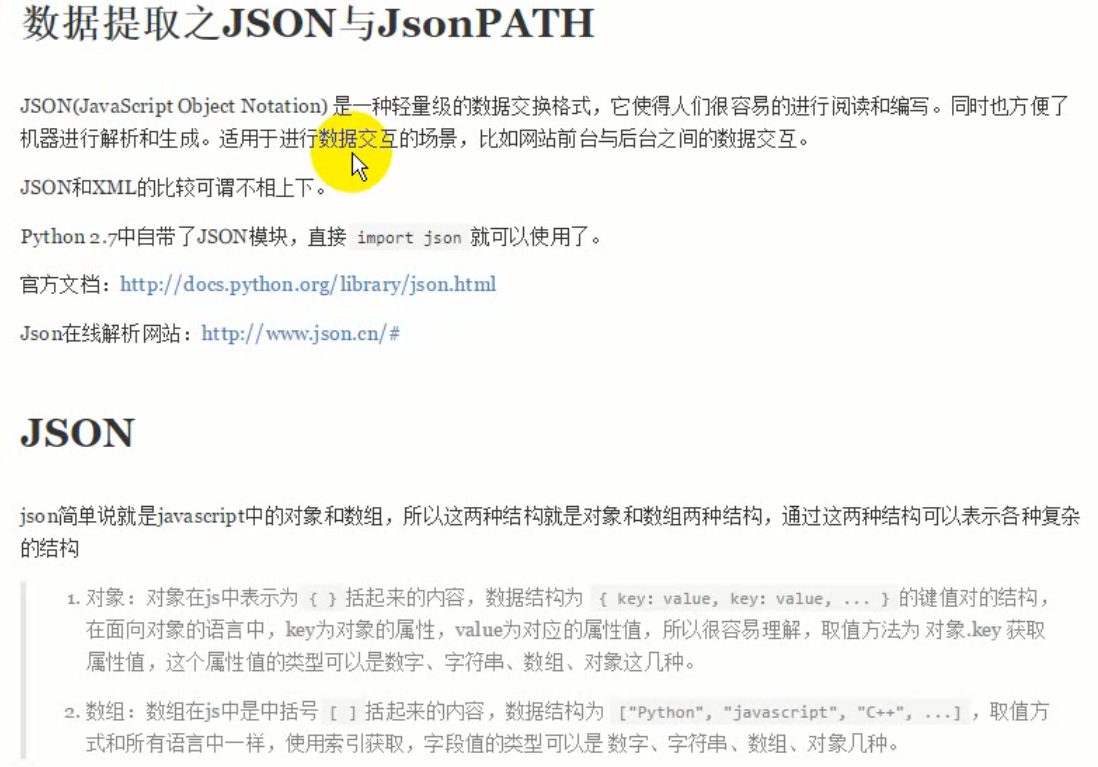 数据提取之JSON与JsonPATH
JSON(JavaScript Object Notation) 是一种轻量级的数据交换格式，它使得人们很容易的进行阅读和编写。同时也方便了
机器进行解析和生成。适用于进行数据交互的场景，比如网站前台与后台之间的数据交互。
JSON和XML的比较可谓不相上下。
Python 2.7中自带了JSON模块，直接 import json 就可以使用了。
官方文档：http://docs.python.org/library/json.html
Json在线解析网站：http://www.json.cn/#
JSON
json简单说就是javascript中的对象和数组，所以这两种结构就是对象和数组两种结构，通过这两种结构可以表示各种复杂
的结构
1. 对象：对象在js中表示为 { } 括起来的内容，数据结构为 { key: value, key: value, ... } 的键值对的结构，
在面向对象的语言中，key为对象的属性，value为对应的属性值，所以很容易理解，取值方法为 对象.key 获取
属性值，这个属性值的类型可以是数字、字符串、数组、对象这几种。
2. 数组：数组在js中是中括号 [ ] 括起来的内容，数据结构为 ["Python", "javascript", "C++", ...] ，取值方
式和所有语言中一样，使用索引获取，字段值的类型可以是 数字、字符串、数组、对象几种。